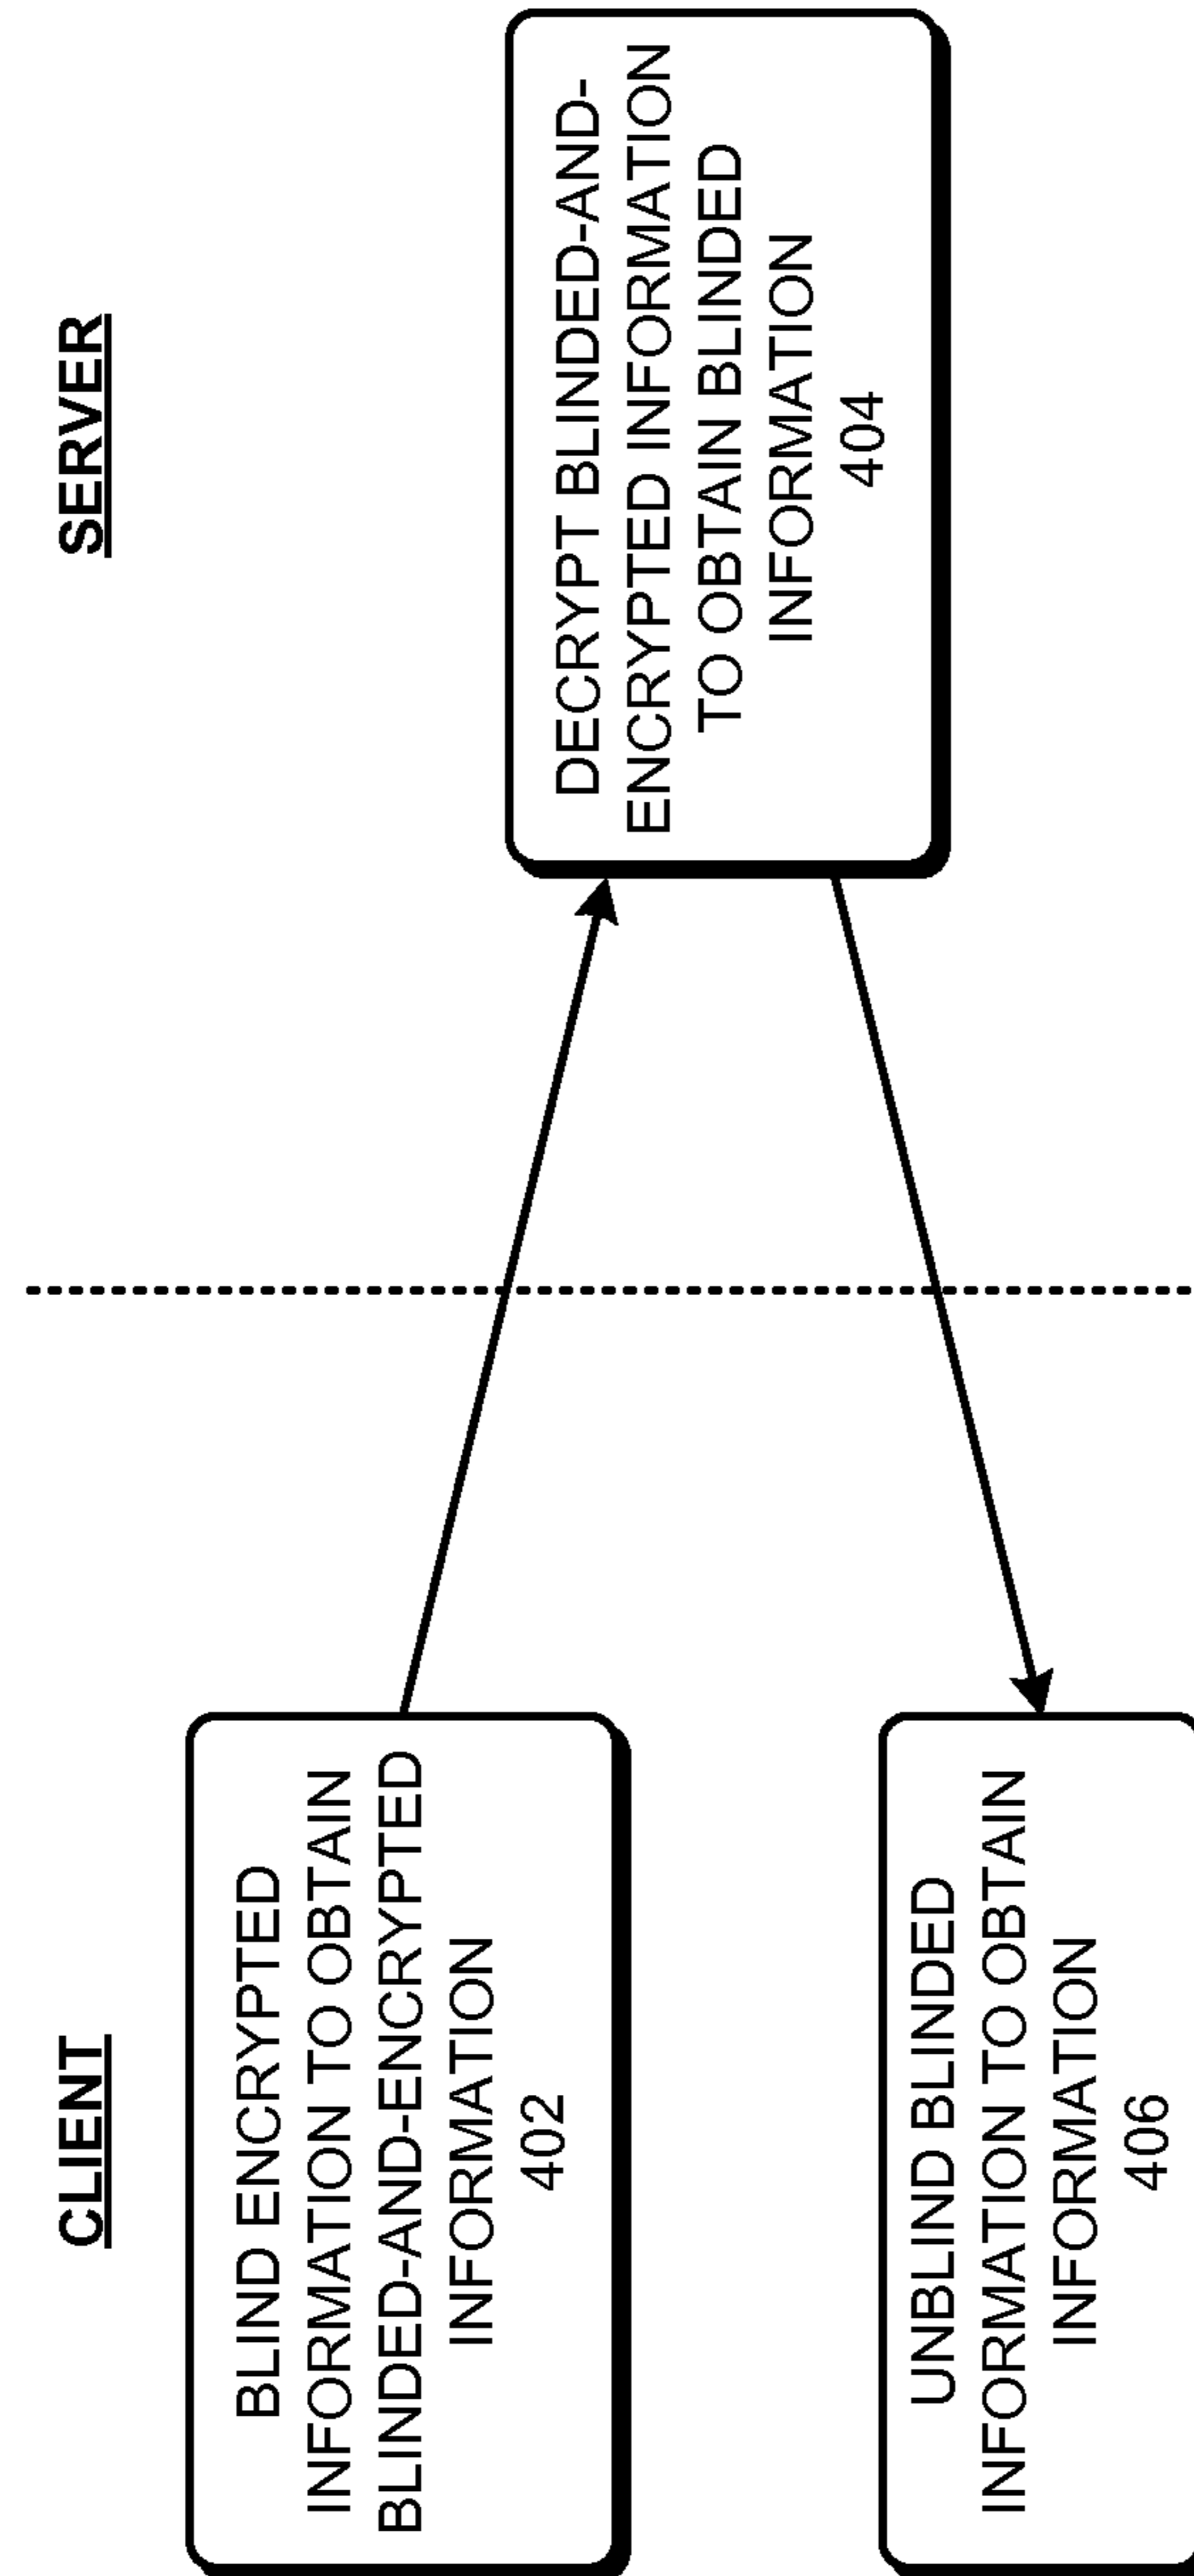 CLIENT
SERVER
BLIND ENCRYPTED
INFORMATION TO OBTAIN
BLINDED-AND-ENCRYPTED
INFORMATION
402
DECRYPT BLINDED-AND-
ENCRYPTED INFORMATION
TO OBTAIN BLINDED
INFORMATION
404
UNBLIND BLINDED
INFORMATION TO OBTAIN
INFORMATION
406